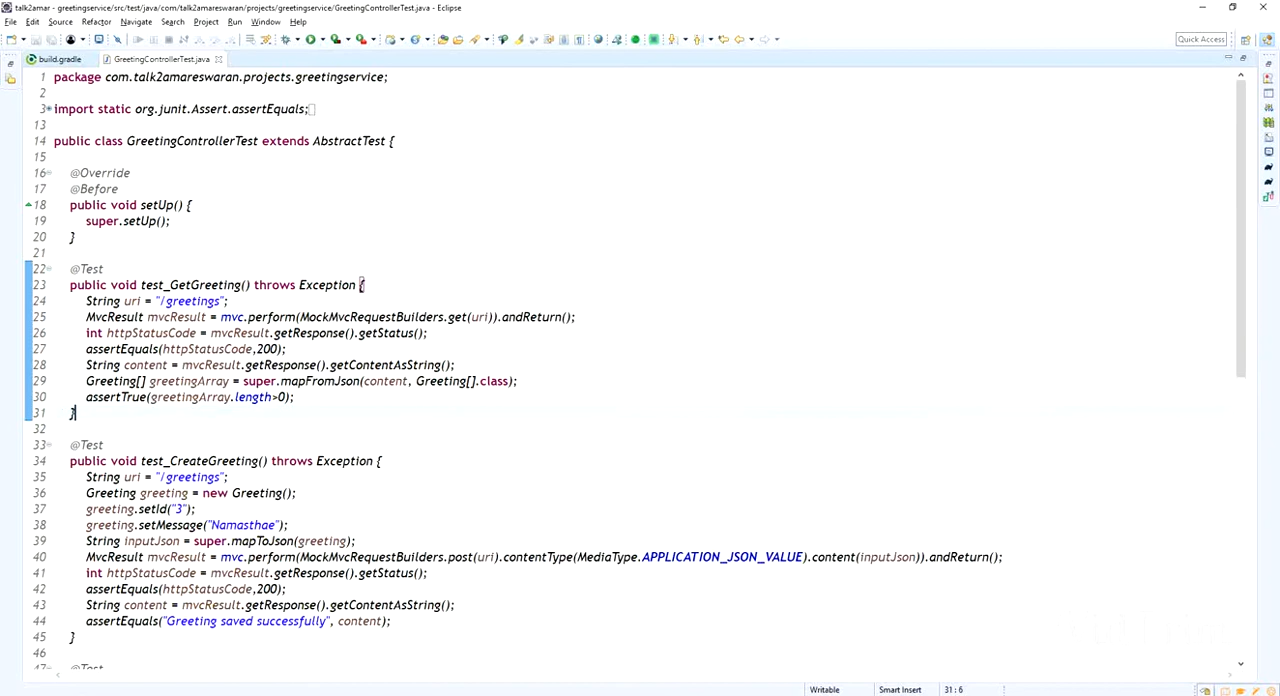 talk2amar - greetingservice/src/test/java/com/talk2amareswaran/projects/greetingservice/GreetingControllerTest.java - Eclipse
File Edit Source Refactor Navigate Search Project Run Window Help
Quick Access
build.gradle GreetingControllerTest.java
1 package com.talk2amareswaran.projects.greetingservice;
2
3 import static org.junit.Assert.assertEquals;
13
14 public class GreetingControllerTest extends AbstractTest {
15
16 @Override
17 @Before
18 public void setUp() {
19 super.setUp();
20 }
21
22 @Test
23 public void test_GetGreeting() throws Exception {
24 String uri = "/greetings";
25 MvcResult mvcResult = mvc.perform(MockMvcRequestBuilders.get(uri)).andReturn();
26 int httpStatusCode = mvcResult.getResponse().getStatus();
27 assertEquals(httpStatusCode,200);
28 String content = mvcResult.getResponse().getContentAsString();
29 Greeting[] greetingArray = super.mapFromJson(content, Greeting[].class);
30 assertTrue(greetingArray.length>0);
31 }
32
33 @Test
34 public void test_CreateGreeting() throws Exception {
35 String uri = "/greetings";
36 Greeting greeting = new Greeting();
37 greeting.setId("3");
38 greeting.setMessage("Namasthae");
39 String inputJson = super.mapToJson(greeting);
40 MvcResult mvcResult = mvc.perform(MockMvcRequestBuilders.post(uri).contentType(MediaType.APPLICATION_JSON_VALUE).content(inputJson)).andReturn();
41 int httpStatusCode = mvcResult.getResponse().getStatus();
42 assertEquals(httpStatusCode,200);
43 String content = mvcResult.getResponse().getContentAsString();
44 assertEquals("Greeting saved successfully", content);
45 }
46
47 @Test
Writable Smart Insert 31 : 6